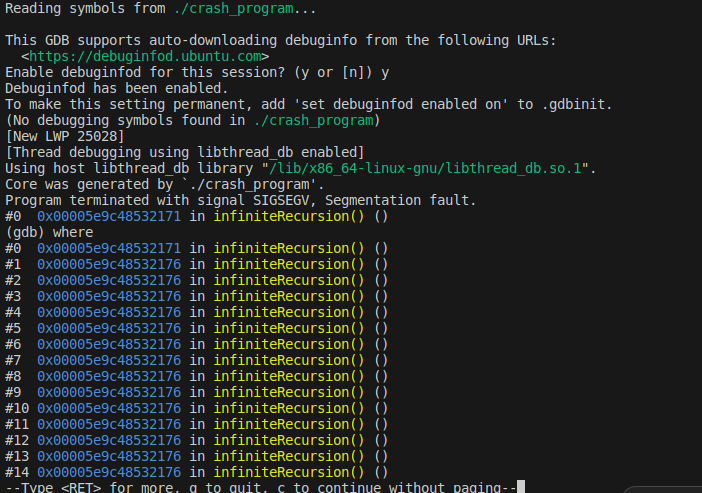 Reading symbols from ./crash_program...

This GDB supports auto-downloading debuginfo from the following URLs:
  <https://debuginfod.ubuntu.com>
Enable debuginfod for this session? (y or [n]) y
Debuginfod has been enabled.
To make this setting permanent, add 'set debuginfod enabled on' to .gdbinit.
(No debugging symbols found in ./crash_program)
[New LWP 25028]
[Thread debugging using libthread_db enabled]
Using host libthread_db library "/lib/x86_64-linux-gnu/libthread_db.so.1".
Core was generated by `./crash_program'.
Program terminated with signal SIGSEGV, Segmentation fault.
#0  0x00005e9c48532171 in infiniteRecursion() ()
(gdb) where
#0  0x00005e9c48532171 in infiniteRecursion() ()
#1  0x00005e9c48532176 in infiniteRecursion() ()
#2  0x00005e9c48532176 in infiniteRecursion() ()
#3  0x00005e9c48532176 in infiniteRecursion() ()
#4  0x00005e9c48532176 in infiniteRecursion() ()
#5  0x00005e9c48532176 in infiniteRecursion() ()
#6  0x00005e9c48532176 in infiniteRecursion() ()
#7  0x00005e9c48532176 in infiniteRecursion() ()
#8  0x00005e9c48532176 in infiniteRecursion() ()
#9  0x00005e9c48532176 in infiniteRecursion() ()
#10 0x00005e9c48532176 in infiniteRecursion() ()
#11 0x00005e9c48532176 in infiniteRecursion() ()
#12 0x00005e9c48532176 in infiniteRecursion() ()
#13 0x00005e9c48532176 in infiniteRecursion() ()
#14 0x00005e9c48532176 in infiniteRecursion() ()
--Type <RET> for more, q to quit, c to continue without paging--